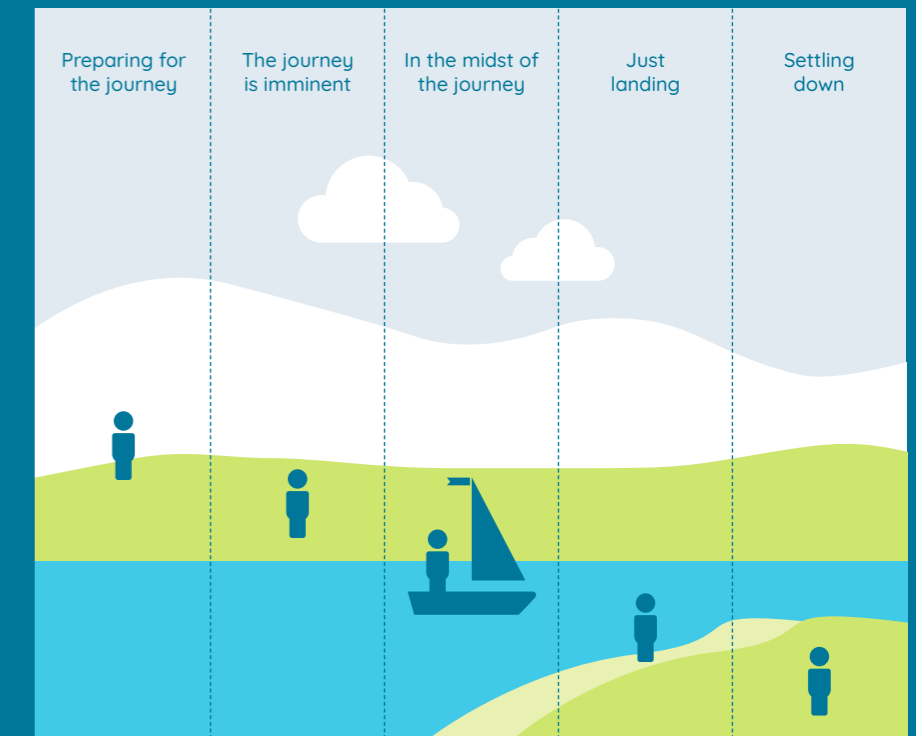 Preparing for
the journey
The journey
is imminent
In the midst of
the journey
Just
landing
Settling
down